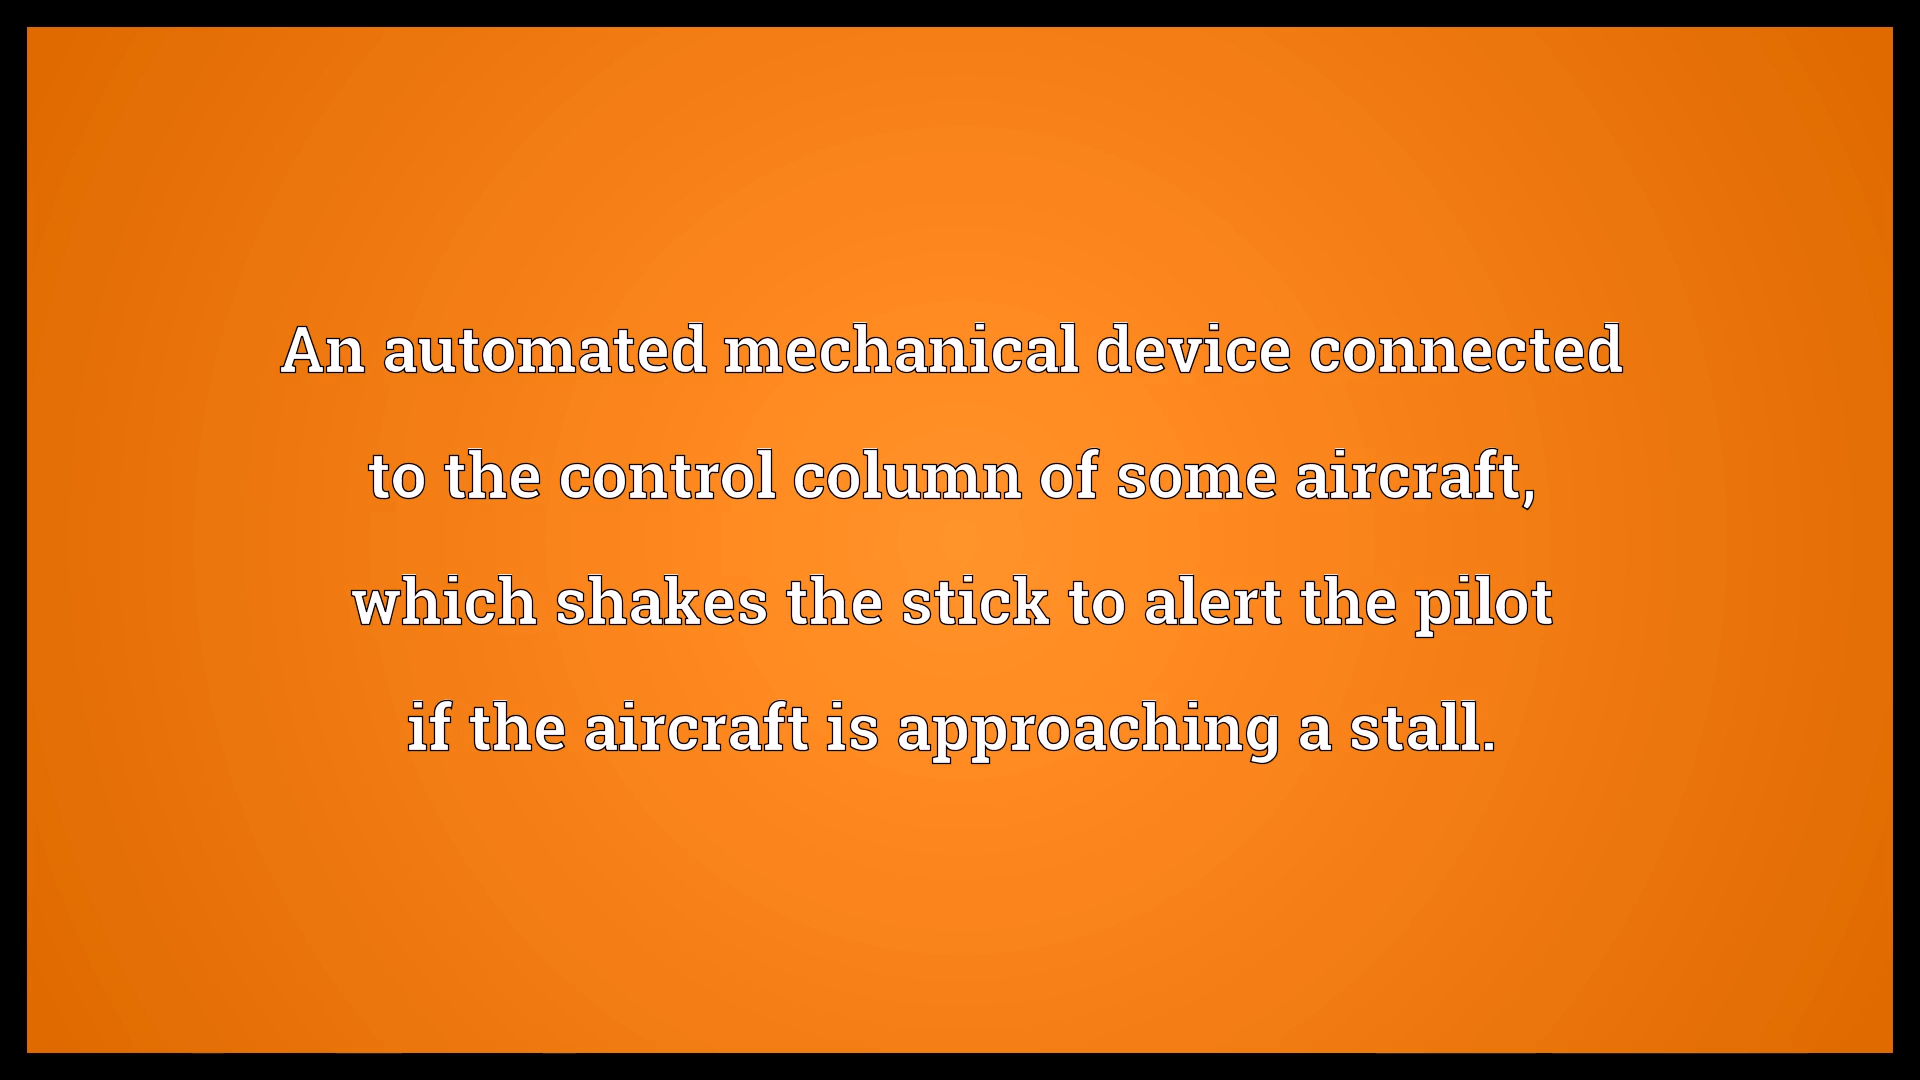 An automated mechanical device connected
to the control column of some aircraft,
which shakes the stick to alert the pilot
if the aircraft is approaching a stall.